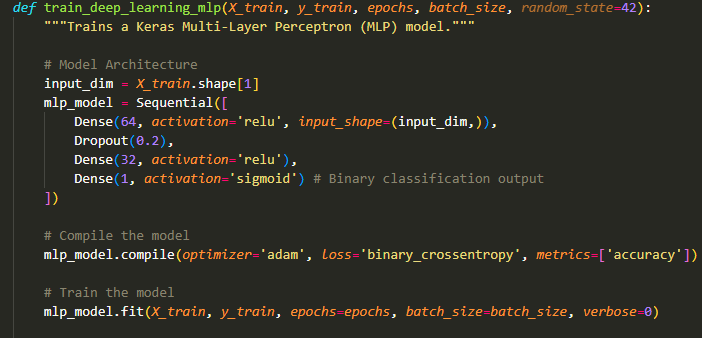 def train_deep_learning_mlp(X_train, y_train, epochs, batch_size, random_state=42):
    """Trains a Keras Multi-Layer Perceptron (MLP) model."""

    # Model Architecture
    input_dim = X_train.shape[1]
    mlp_model = Sequential([
        Dense(64, activation='relu', input_shape=(input_dim,)),
        Dropout(0.2),
        Dense(32, activation='relu'),
        Dense(1, activation='sigmoid') # Binary classification output
    ])

    # Compile the model
    mlp_model.compile(optimizer='adam', loss='binary_crossentropy', metrics=['accuracy'])

    # Train the model
    mlp_model.fit(X_train, y_train, epochs=epochs, batch_size=batch_size, verbose=0)